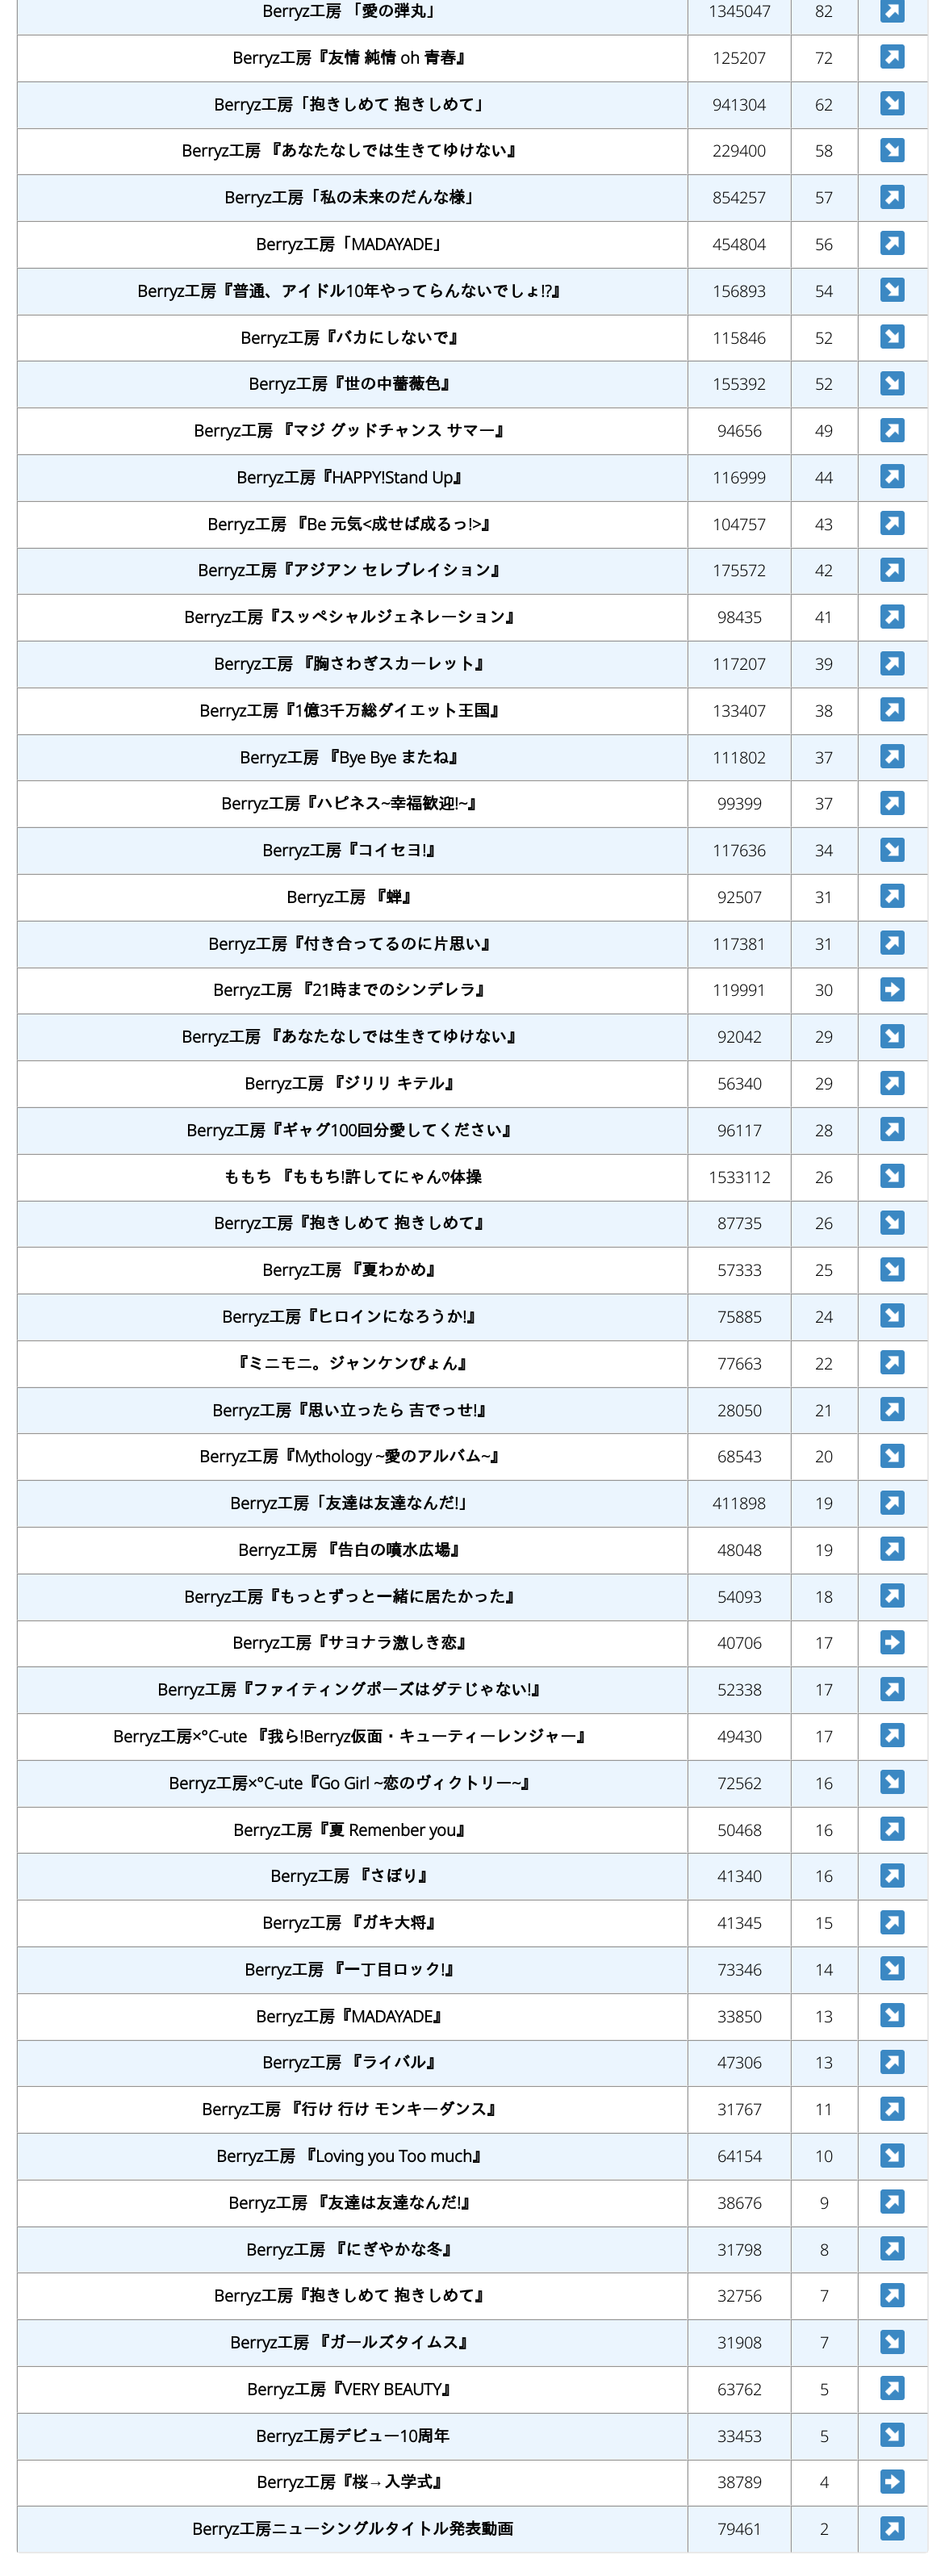 Berryz工房 「愛の弾丸」 1345047 82
Berryz工房『友情 純情 oh 青春』 125207 72
Berryz工房「抱きしめて 抱きしめて」 941304 62
Berryz工房 『あなたなしでは生きてゆけない』 229400 58
Berryz工房「私の未来のだんな様」 854257 57
Berryz工房「MADAYADE」 454804 56
Berryz工房『普通、アイドル10年やってらんないでしょ!?』 156893 54
Berryz工房『バカにしないで』 115846 52
Berryz工房『世の中薔薇色』 155392 52
Berryz工房 『マジ グッドチャンス サマー』 94656 49
Berryz工房『HAPPY!Stand Up』 116999 44
Berryz工房 『Be 元気<成せば成るっ!>』 104757 43
Berryz工房『アジアン セレブレイション』 175572 42
Berryz工房『スッペシャルジェネレーション』 98435 41
Berryz工房 『胸さわぎスカーレット』 117207 39
Berryz工房『1億3千万総ダイエット王国』 133407 38
Berryz工房 『Bye Bye またね』 111802 37
Berryz工房『ハピネス~幸福歓迎!~』 99399 37
Berryz工房『コイセヨ!』 117636 34
Berryz工房 『蝉』 92507 31
Berryz工房『付き合ってるのに片思い』 117381 31
Berryz工房 『21時までのシンデレラ』 119991 30
Berryz工房 『あなたなしでは生きてゆけない』 92042 29
Berryz工房 『ジリリ キテル』 56340 29
Berryz工房『ギャグ100回分愛してください』 96117 28
ももち 『ももち!許してにゃん♡体操 1533112 26
Berryz工房『抱きしめて 抱きしめて』 87735 26
Berryz工房 『夏わかめ』 57333 25
Berryz工房『ヒロインになろうか!』 75885 24
『ミニモニ。ジャンケンぴょん』 77663 22
Berryz工房『思い立ったら 吉でっせ!』 28050 21
Berryz工房『Mythology ~愛のアルバム~』 68543 20
Berryz工房「友達は友達なんだ!」 411898 19
Berryz工房 『告白の噴水広場』 48048 19
Berryz工房『もっとずっと一緒に居たかった』 54093 18
Berryz工房『サヨナラ激しき恋』 40706 17
Berryz工房『ファイティングポーズはダテじゃない!』 52338 17
Berryz工房×°C-ute 『我ら!Berryz仮面・キューティーレンジャー』 49430 17
Berryz工房×°C-ute『Go Girl ~恋のヴィクトリー~』 72562 16
Berryz工房『夏 Remenber you』 50468 16
Berryz工房 『さぼり』 41340 16
Berryz工房 『ガキ大将』 41345 15
Berryz工房 『一丁目ロック!』 73346 14
Berryz工房『MADAYADE』 33850 13
Berryz工房 『ライバル』 47306 13
Berryz工房 『行け 行け モンキーダンス』 31767 11
Berryz工房 『Loving you Too much』 64154 10
Berryz工房 『友達は友達なんだ!』 38676 9
Berryz工房 『にぎやかな冬』 31798 8
Berryz工房『抱きしめて 抱きしめて』 32756 7
Berryz工房 『ガールズタイムス』 31908 7
Berryz工房『VERY BEAUTY』 63762 5
Berryz工房デビュー10周年 33453 5
Berryz工房『桜→入学式』 38789 4
Berryz工房ニューシングルタイトル発表動画 79461 2